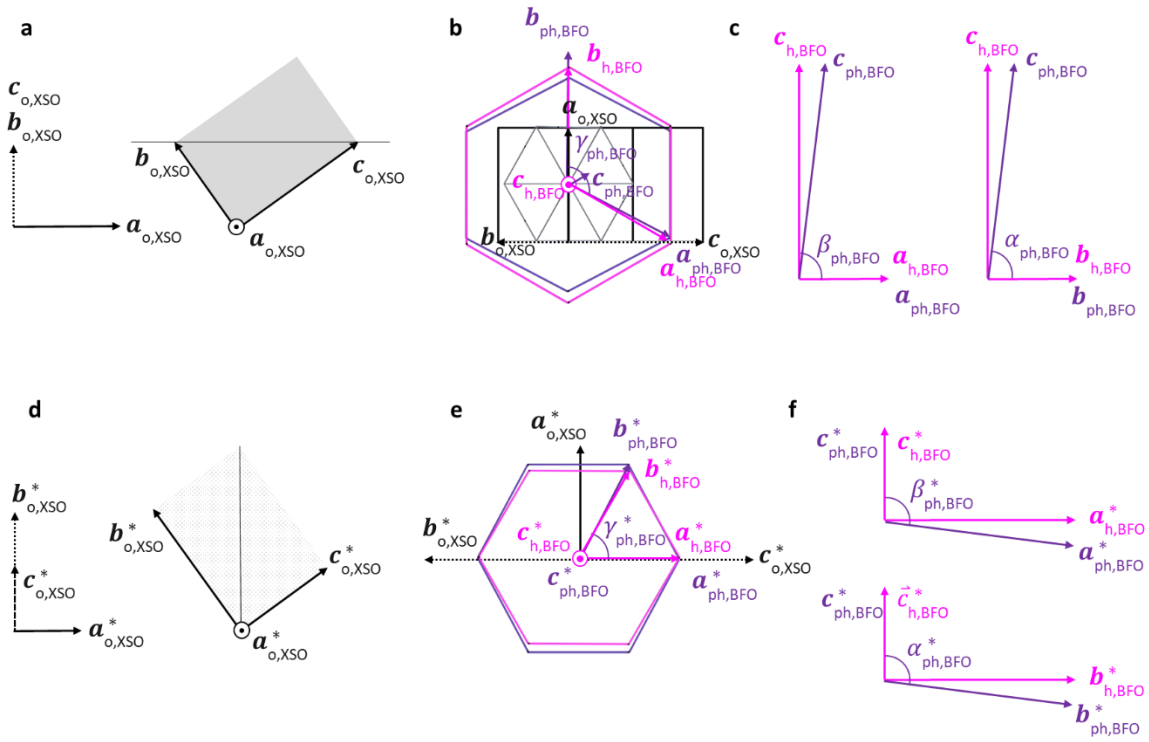 a
c o,XSO
b o,XSO
a o,XSO
b o,XSO
c o,XSO
a o,XSO
b
b ph,BFO
b h,BFO
a o,XSO
γ ph,BFO
c h,BFO
c ph,BFO
b o,XSO
c o,XSO
a ph,BFO
a h,BFO
c
c h,BFO
c ph,BFO
β ph,BFO
a h,BFO
a ph,BFO
c h,BFO
c ph,BFO
α ph,BFO
b h,BFO
b ph,BFO
d
b* o,XSO
c* o,XSO
a* o,XSO
b* o,XSO
c* o,XSO
a* o,XSO
e
a* o,XSO
b* ph,BFO
b* h,BFO
b* o,XSO
c* h,BFO
γ* ph,BFO
a* h,BFO
c* o,XSO
c* ph,BFO
a* ph,BFO
f
c* ph,BFO
c* h,BFO
β* ph,BFO
a* h,BFO
a* ph,BFO
c* ph,BFO
c⃗* h,BFO
α* ph,BFO
b* h,BFO
b* ph,BFO